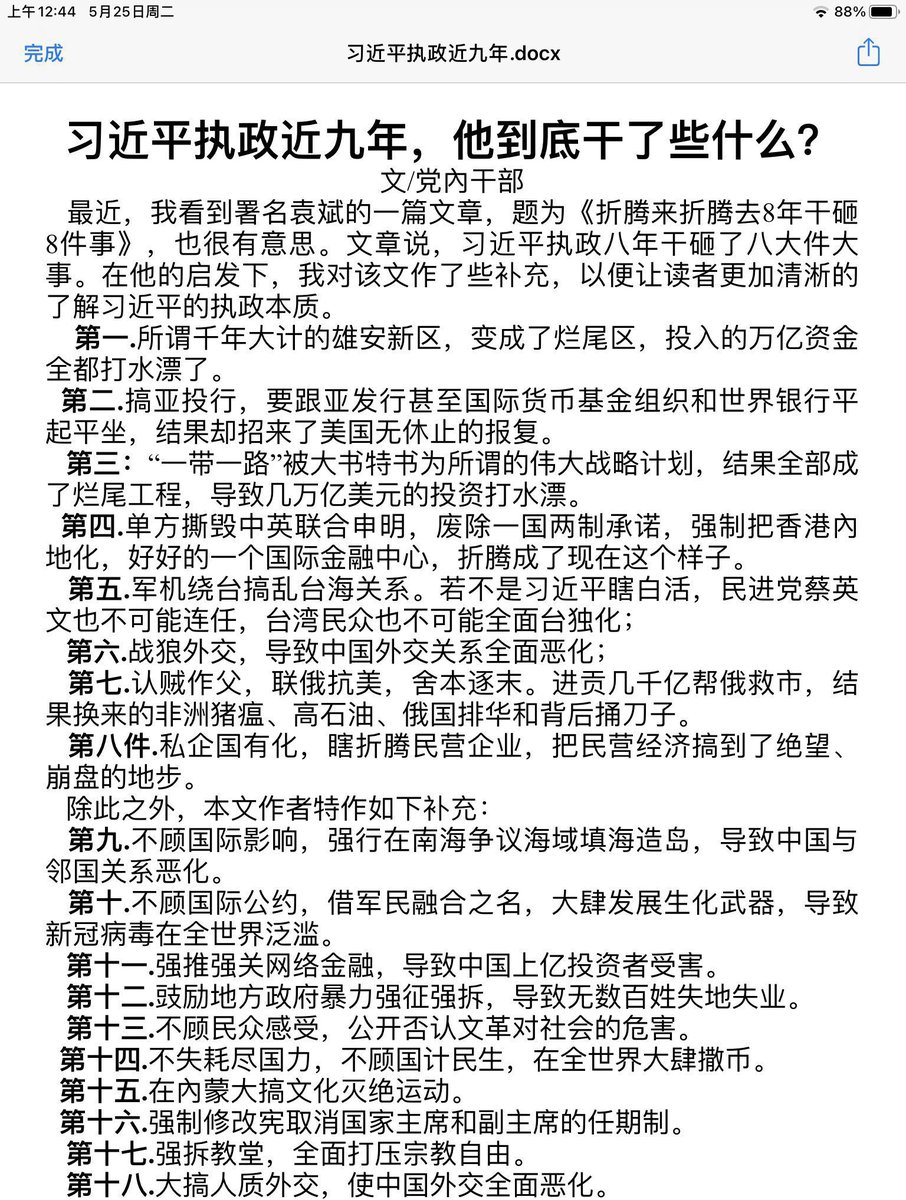 上午12:44 5月25日周二 88%
完成 习近平执政近九年.docx
习近平执政近九年，他到底干了些什么？
文/党內干部
最近，我看到署名袁斌的一篇文章，题为《折腾来折腾去8年干砸
8件事》，也很有意思。文章说，习近平执政八年干砸了八大件大
事。在他的启发下，我对该文作了些补充，以便让读者更加清淅的
了解习近平的执政本质。
第一.所谓千年大计的雄安新区，变成了烂尾区，投入的万亿资金
全都打水漂了。
第二.搞亚投行，要跟亚发行甚至国际货币基金组织和世界银行平
起平坐，结果却招来了美国无休止的报复。
第三：“一带一路”被大书特书为所谓的伟大战略计划，结果全部成
了烂尾工程，导致几万亿美元的投资打水漂。
第四.单方撕毁中英联合申明，废除一国两制承诺，强制把香港內
地化，好好的一个国际金融中心，折腾成了现在这个样子。
第五.军机绕台搞乱台海关系。若不是习近平瞎白活，民进党蔡英
文也不可能连任，台湾民众也不可能全面台独化；
第六.战狼外交，导致中国外交关系全面恶化；
第七.认贼作父，联俄抗美，舍本逐末。进贡几千亿帮俄救市，结
果换来的非洲猪瘟、高石油、俄国排华和背后捅刀子。
第八件.私企国有化，瞎折腾民营企业，把民营经济搞到了绝望、
崩盘的地步。
除此之外，本文作者特作如下补充：
第九.不顾国际影响，强行在南海争议海域填海造岛，导致中国与
邻国关系恶化。
第十.不顾国际公约，借军民融合之名，大肆发展生化武器，导致
新冠病毒在全世界泛滥。
第十一.强推强关网络金融，导致中国上亿投资者受害。
第十二.鼓励地方政府暴力强征强拆，导致无数百姓失地失业。
第十三.不顾民众感受，公开否认文革对社会的危害。
第十四.不失耗尽国力，不顾国计民生，在全世界大肆撒币。
第十五.在內蒙大搞文化灭绝运动。
第十六.强制修改宪取消国家主席和副主席的任期制。
第十七.强拆教堂，全面打压宗教自由。
第十八.大搞人质外交，使中国外交全面恶化。